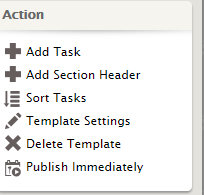 Action
Add Task
Add Section Header
Sort Tasks
Template Settings
Delete Template
Publish Immediately